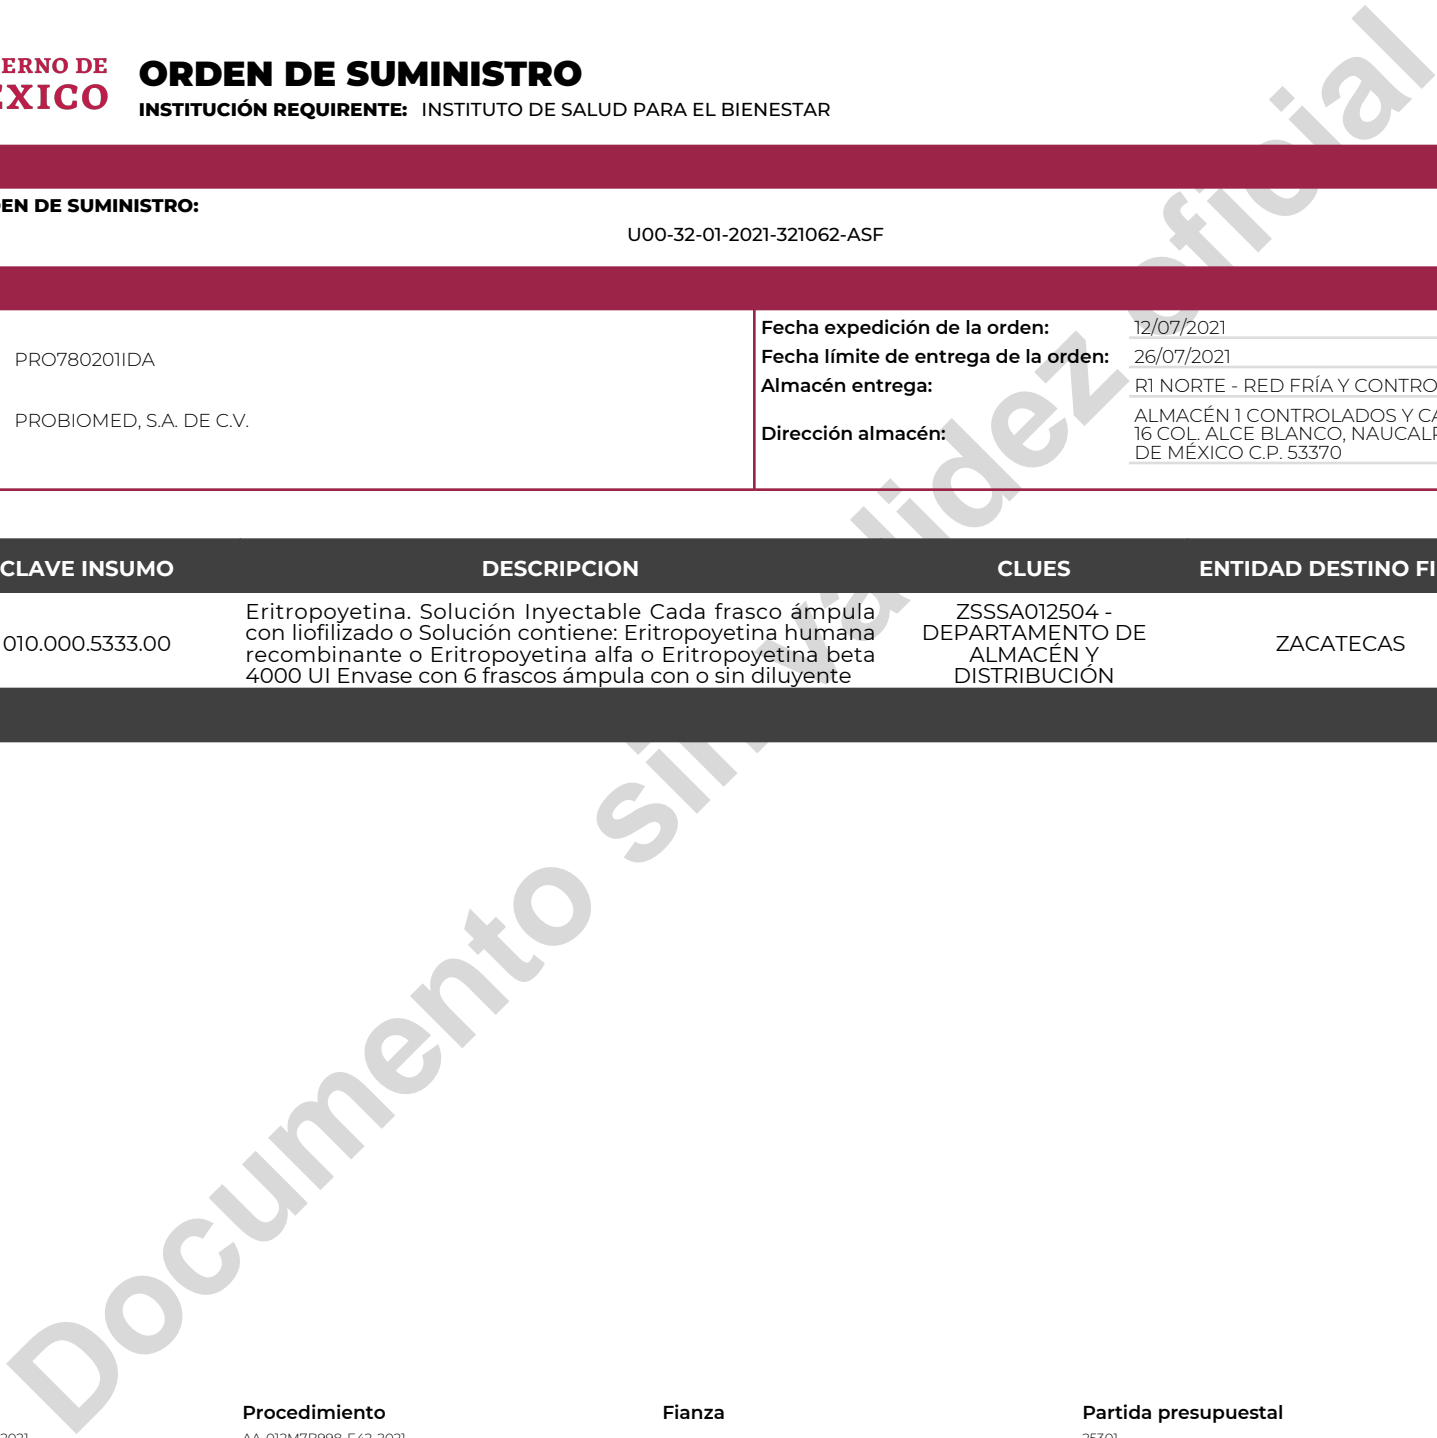 ERNO DE
ÉXICO
ORDEN DE SUMINISTRO
INSTITUCIÓN REQUIRENTE: INSTITUTO DE SALUD PARA EL BIENESTAR
EN DE SUMINISTRO:
U00-32-01-2021-321062-ASF
PRO780201IDA
PROBIOMED, S.A. DE C.V.
Fecha expedición de la orden: 12/07/2021
Fecha límite de entrega de la orden: 26/07/2021
Almacén entrega: R1 NORTE - RED FRÍA Y CONTRO
Dirección almacén:
ALMACÉN 1 CONTROLADOS Y CA
16 COL. ALCE BLANCO, NAUCALP
DE MÉXICO C.P. 53370
CLAVE INSUMO DESCRIPCION CLUES ENTIDAD DESTINO FI
010.000.5333.00
Eritropoyetina. Solución Inyectable Cada frasco ámpula
con liofilizado o Solución contiene: Eritropoyetina humana
recombinante o Eritropoyetina alfa o Eritropoyetina beta
4000 UI Envase con 6 frascos ámpula con o sin diluyente
ZSSSA012504 -
DEPARTAMENTO DE
ALMACÉN Y
DISTRIBUCIÓN
ZACATECAS
Documento sin validez oficial
Procedimiento Fianza Partida presupuestal